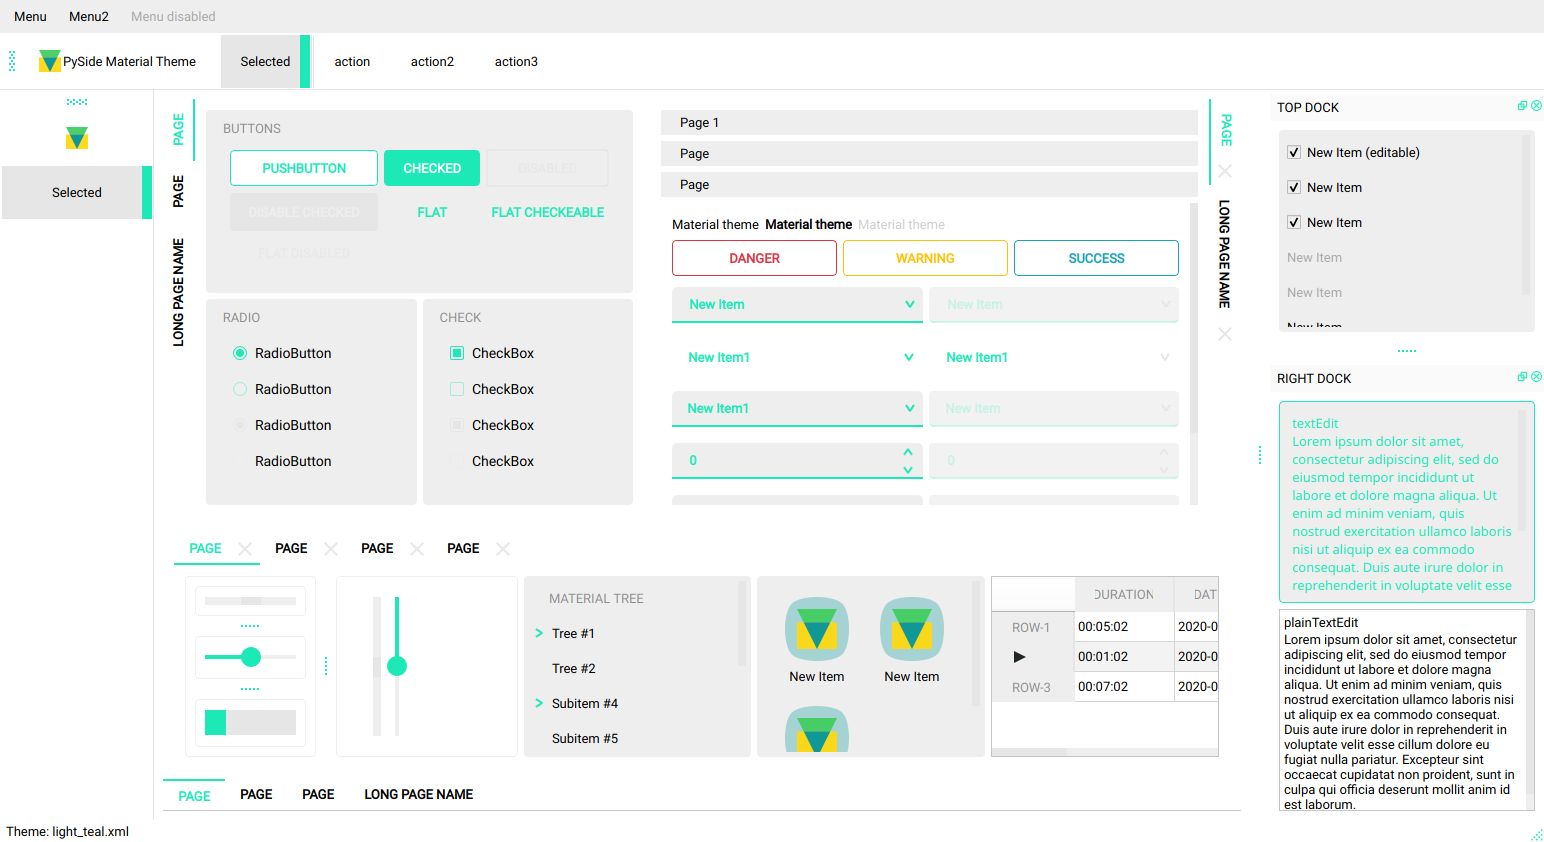 Menu Menu2 Menu disabled
PySide Material Theme Selected action action2 action3
Selected
PAGE
PAGE
LONG PAGE NAME
BUTTONS
PUSHBUTTON CHECKED DISABLED
DISABLE CHECKED FLAT FLAT CHECKEABLE
FLAT DISABLED
RADIO
RadioButton
RadioButton
RadioButton
RadioButton
CHECK
CheckBox
CheckBox
CheckBox
CheckBox
Page 1
Page
Page
Material theme Material theme Material theme
DANGER WARNING SUCCESS
New Item New Item
New Item1 New Item1
New Item1 New Item
0 0
PAGE
LONG PAGE NAME
TOP DOCK
New Item (editable)
New Item
New Item
New Item
New Item
New Item
RIGHT DOCK
textEdit
Lorem ipsum dolor sit amet,
consectetur adipiscing elit, sed do
eiusmod tempor incididunt ut
labore et dolore magna aliqua. Ut
enim ad minim veniam, quis
nostrud exercitation ullamco laboris
nisi ut aliquip ex ea commodo
consequat. Duis aute irure dolor in
reprehenderit in voluptate velit esse
plainTextEdit
Lorem ipsum dolor sit amet, consectetur
adipiscing elit, sed do eiusmod tempor
incididunt ut labore et dolore magna
aliqua. Ut enim ad minim veniam, quis
nostrud exercitation ullamco laboris nisi
ut aliquip ex ea commodo consequat.
Duis aute irure dolor in reprehenderit in
voluptate velit esse cillum dolore eu
fugiat nulla pariatur. Excepteur sint
occaecat cupidatat non proident, sunt in
culpa qui officia deserunt mollit anim id
est laborum.
PAGE PAGE PAGE PAGE
MATERIAL TREE
Tree #1
Tree #2
Subitem #4
Subitem #5
New Item New Item
DURATION DAT
ROW-1 00:05:02 2020-0
00:01:02 2020-0
ROW-3 00:07:02 2020-0
PAGE PAGE PAGE LONG PAGE NAME
Theme: light_teal.xml